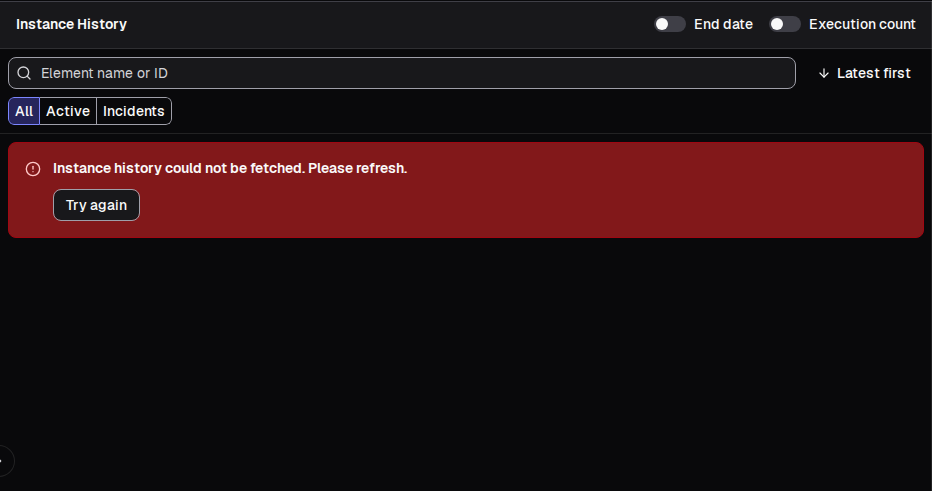 Instance History
End date
Execution count
Element name or ID
Latest first
All
Active
Incidents
Instance history could not be fetched. Please refresh.
Try again